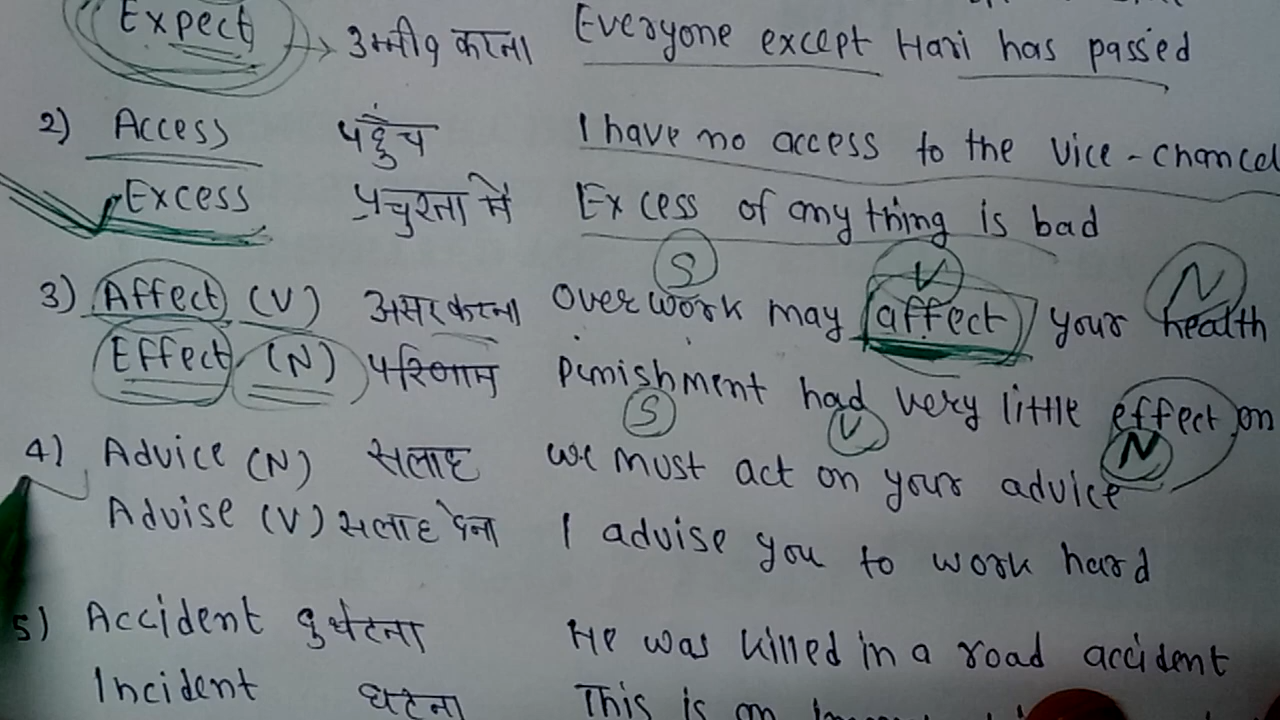 Expect → उम्मीद करना Everyone except Hari has passed
2) Access पहुँच I have no access to the vice-chancel
Excess प्रचुरता में Excess of anything is bad
S V N
3) Affect (V) असर करना Over work may affect your health
Effect (N) परिणाम Punishment had very little effect on
S V N
4) Advice (N) सलाह We must act on your advice
Advise (V) सलाह देना I advise you to work hard
5) Accident दुर्घटना He was killed in a road accident
Incident घटना This is an